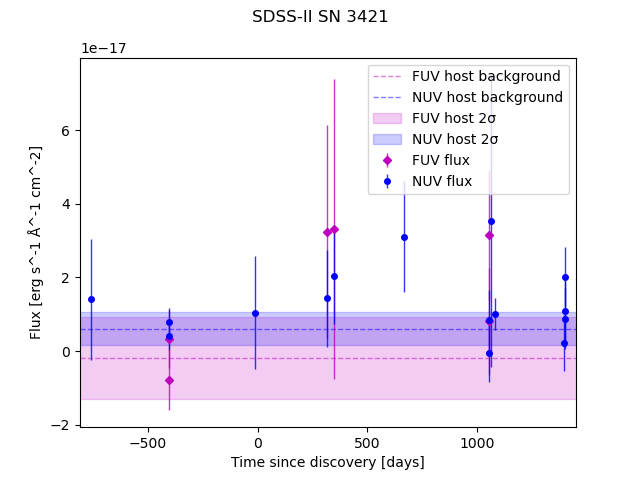 SDSS-II SN 3421
1e−17
FUV host background
NUV host background
FUV host 2σ
NUV host 2σ
FUV flux
NUV flux
6
4
2
0
−2
Flux [erg s^-1 Å^-1 cm^-2]
−500
0
500
1000
Time since discovery [days]